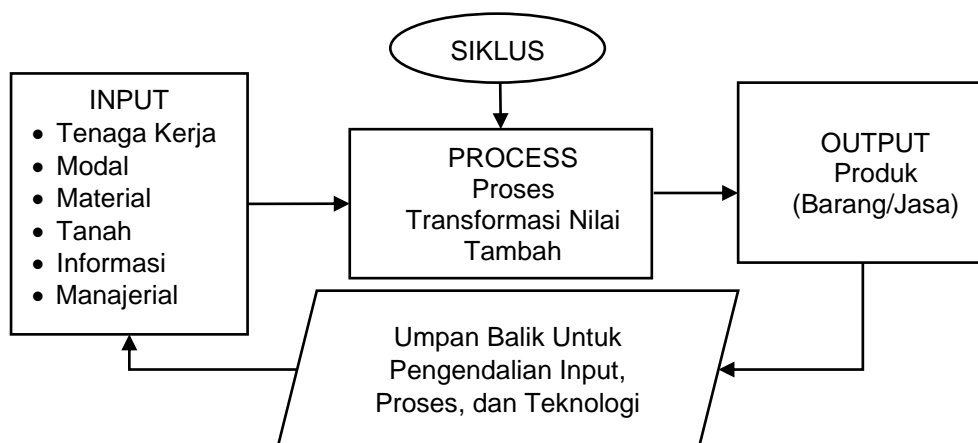 SIKLUS
INPUT
• Tenaga Kerja
• Modal
• Material
• Tanah
• Informasi
• Manajerial
PROCESS
Proses
Transformasi Nilai
Tambah
OUTPUT
Produk
(Barang/Jasa)
Umpan Balik Untuk
Pengendalian Input,
Proses, dan Teknologi